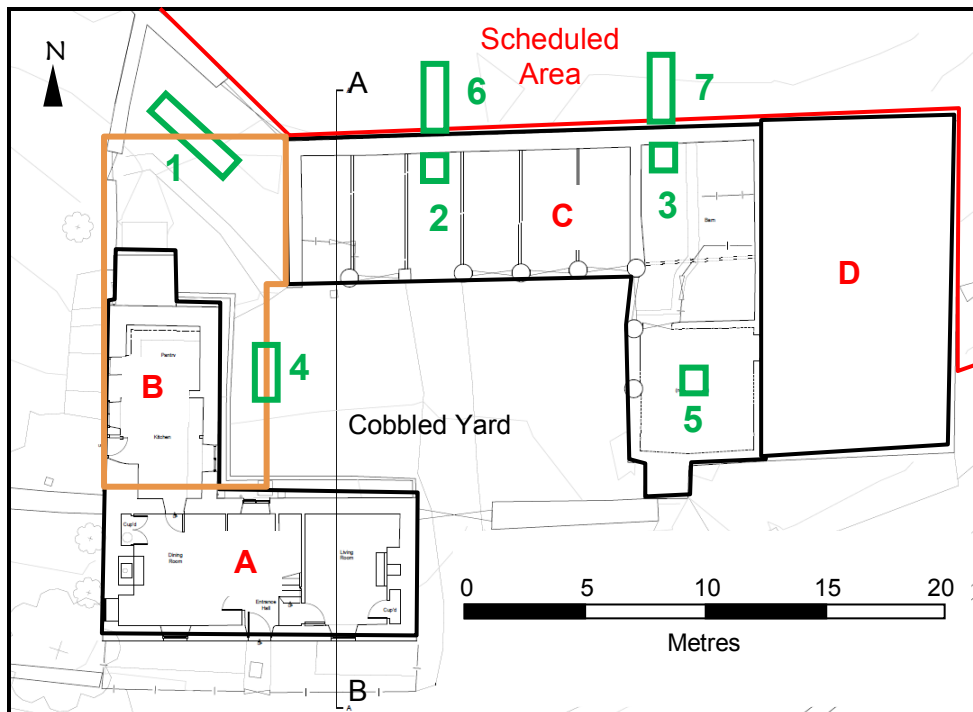 Scheduled
Area
N
A
6
7
1
2
C
3
Barn
D
4
Pantry
B
5
Cobbled Yard
Kitchen
Cup'd
Dining
Room
A
Living
Room
Entrance
Hall
Cup'd
0 5 10 15 20
Metres
B
A